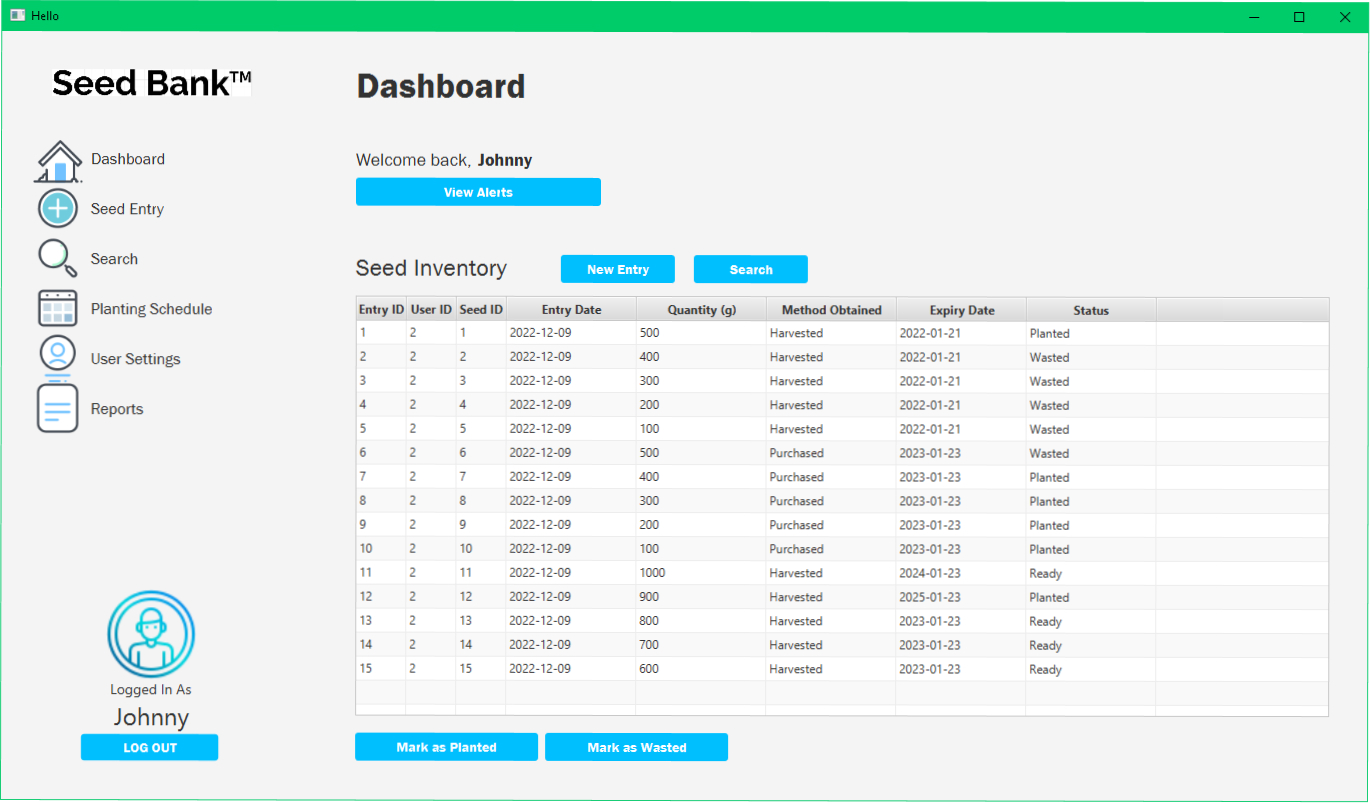 Hello
Seed Bank™
Dashboard
Seed Entry
Search
Planting Schedule
User Settings
Reports
Logged In As
Johnny
LOG OUT
Dashboard
Welcome back, Johnny
View Alerts
Seed Inventory New Entry Search
Entry ID User ID Seed ID Entry Date Quantity (g) Method Obtained Expiry Date Status
1 2 1 2022-12-09 500 Harvested 2022-01-21 Planted
2 2 2 2022-12-09 400 Harvested 2022-01-21 Wasted
3 2 3 2022-12-09 300 Harvested 2022-01-21 Wasted
4 2 4 2022-12-09 200 Harvested 2022-01-21 Wasted
5 2 5 2022-12-09 100 Harvested 2022-01-21 Wasted
6 2 6 2022-12-09 500 Purchased 2023-01-23 Wasted
7 2 7 2022-12-09 400 Purchased 2023-01-23 Planted
8 2 8 2022-12-09 300 Purchased 2023-01-23 Planted
9 2 9 2022-12-09 200 Purchased 2023-01-23 Planted
10 2 10 2022-12-09 100 Purchased 2023-01-23 Planted
11 2 11 2022-12-09 1000 Harvested 2024-01-23 Ready
12 2 12 2022-12-09 900 Harvested 2025-01-23 Planted
13 2 13 2022-12-09 800 Harvested 2023-01-23 Ready
14 2 14 2022-12-09 700 Harvested 2023-01-23 Ready
15 2 15 2022-12-09 600 Harvested 2023-01-23 Ready
Mark as Planted Mark as Wasted